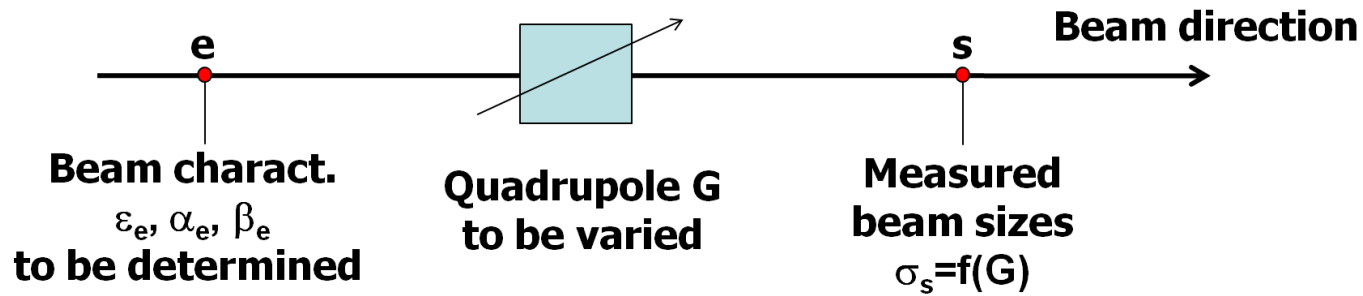 Beam direction
e
s
Beam charact.
εₑ, αₑ, βₑ
to be determined
Quadrupole G
to be varied
Measured
beam sizes
σₛ=f(G)